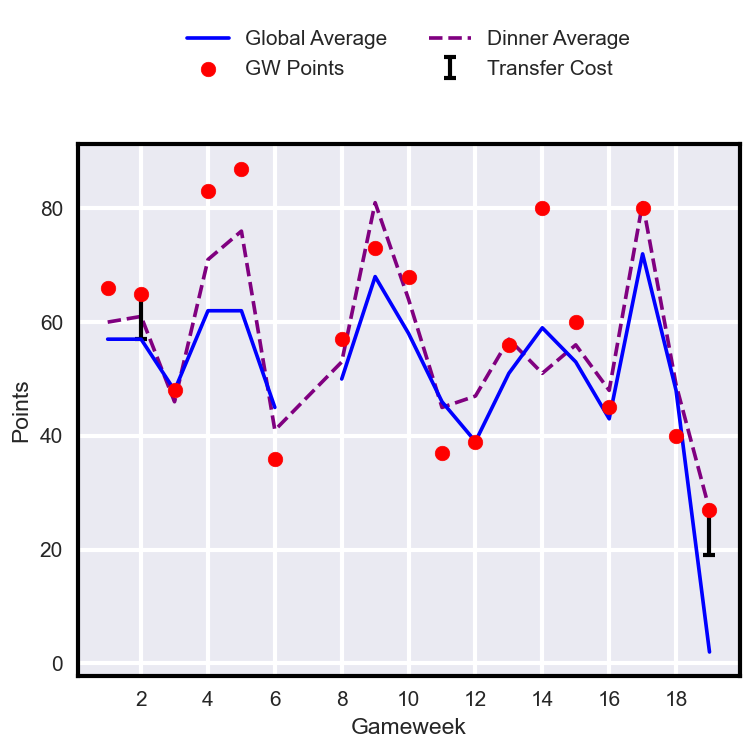 Global Average Dinner Average
GW Points Transfer Cost
80
60
40
20
0
Points
2 4 6 8 10 12 14 16 18
Gameweek